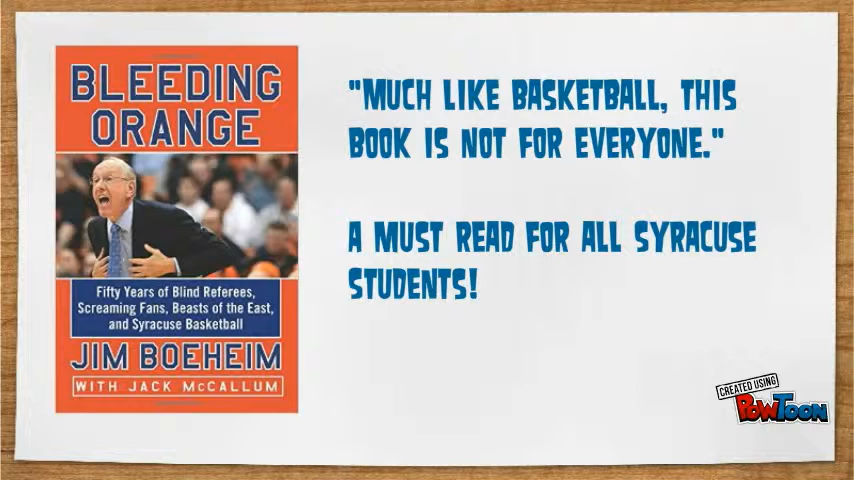 BLEEDING
ORANGE
Fifty Years of Blind Referees,
Screaming Fans, Beasts of the East,
and Syracuse Basketball
JIM BOEHEIM
WITH JACK McCALLUM
"MUCH LIKE BASKETBALL, THIS
BOOK IS NOT FOR EVERYONE."
A MUST READ FOR ALL SYRACUSE
STUDENTS!
CREATED USING
POWTOON